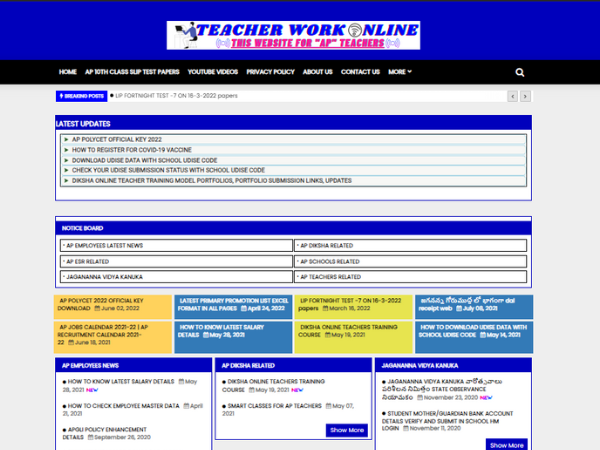 TEACHER WORK ONLINE
THIS WEBSITE FOR "AP" TEACHERS
HOME AP 10TH CLASS SLIP TEST PAPERS YOUTUBE VIDEOS PRIVACY POLICY ABOUT US CONTACT US MORE
BREAKING POSTS LIP FORTNIGHT TEST -7 ON 16-3-2022 papers
LATEST UPDATES
AP POLYCET OFFICIAL KEY 2022
HOW TO REGISTER FOR COVID-19 VACCINE
DOWNLOAD UDISE DATA WITH SCHOOL UDISE CODE
CHECK YOUR UDISE SUBMISSION STATUS WITH SCHOOL UDISE CODE
DIKSHA ONLINE TEACHER TRAINING MODEL PORTFOLIOS, PORTFOLIO SUBMISSION LINKS, UPDATES
NOTICE BOARD
AP EMPLOYEES LATEST NEWS
AP DIKSHA RELATED
AP ESR RELATED
AP SCHOOLS RELATED
JAGANANNA VIDYA KANUKA
AP TEACHERS RELATED
AP POLYCET 2022 OFFICIAL KEY
DOWNLOAD June 02, 2022
LATEST PRIMARY PROMOTION LIST EXCEL
FORMAT IN ALL PAGES April 24, 2022
LIP FORTNIGHT TEST -7 ON 16-3-2022
papers March 16, 2022
జగనన్న గోరుముద్ద లో భాగంగా dal
receipt web July 08, 2021
AP JOBS CALENDAR 2021-22 | AP
RECRUITMENT CALENDAR 2021-
22 June 18, 2021
HOW TO KNOW LATEST SALARY
DETAILS May 28, 2021
DIKSHA ONLINE TEACHERS TRAINING
COURSE May 19, 2021
HOW TO DOWNLOAD UDISE DATA WITH
SCHOOL UDISE CODE May 14, 2021
AP EMPLOYEES NEWS
HOW TO KNOW LATEST SALARY DETAILS May
28, 2021 NEW
HOW TO CHECK EMPLOYEE MASTER DATA April
21, 2021
APGLI POLICY ENHANCEMENT
DETAILS September 26, 2020
AP DIKSHA RELATED
DIKSHA ONLINE TEACHERS TRAINING
COURSE May 19, 2021 NEW
SMART CLASSES FOR AP TEACHERS May 07,
2021
Show More
JAGANANNA VIDYA KANUKA
JAGANANNA VIDYA KANUKA వారోత్సవాలు
STATE OBSERVANCE
November 23, 2020 NEW
STUDENT MOTHER/GUARDIAN BANK ACCOUNT
DETAILS VERIFY AND SUBMIT IN SCHOOL HM
LOGIN November 11, 2020
Show More